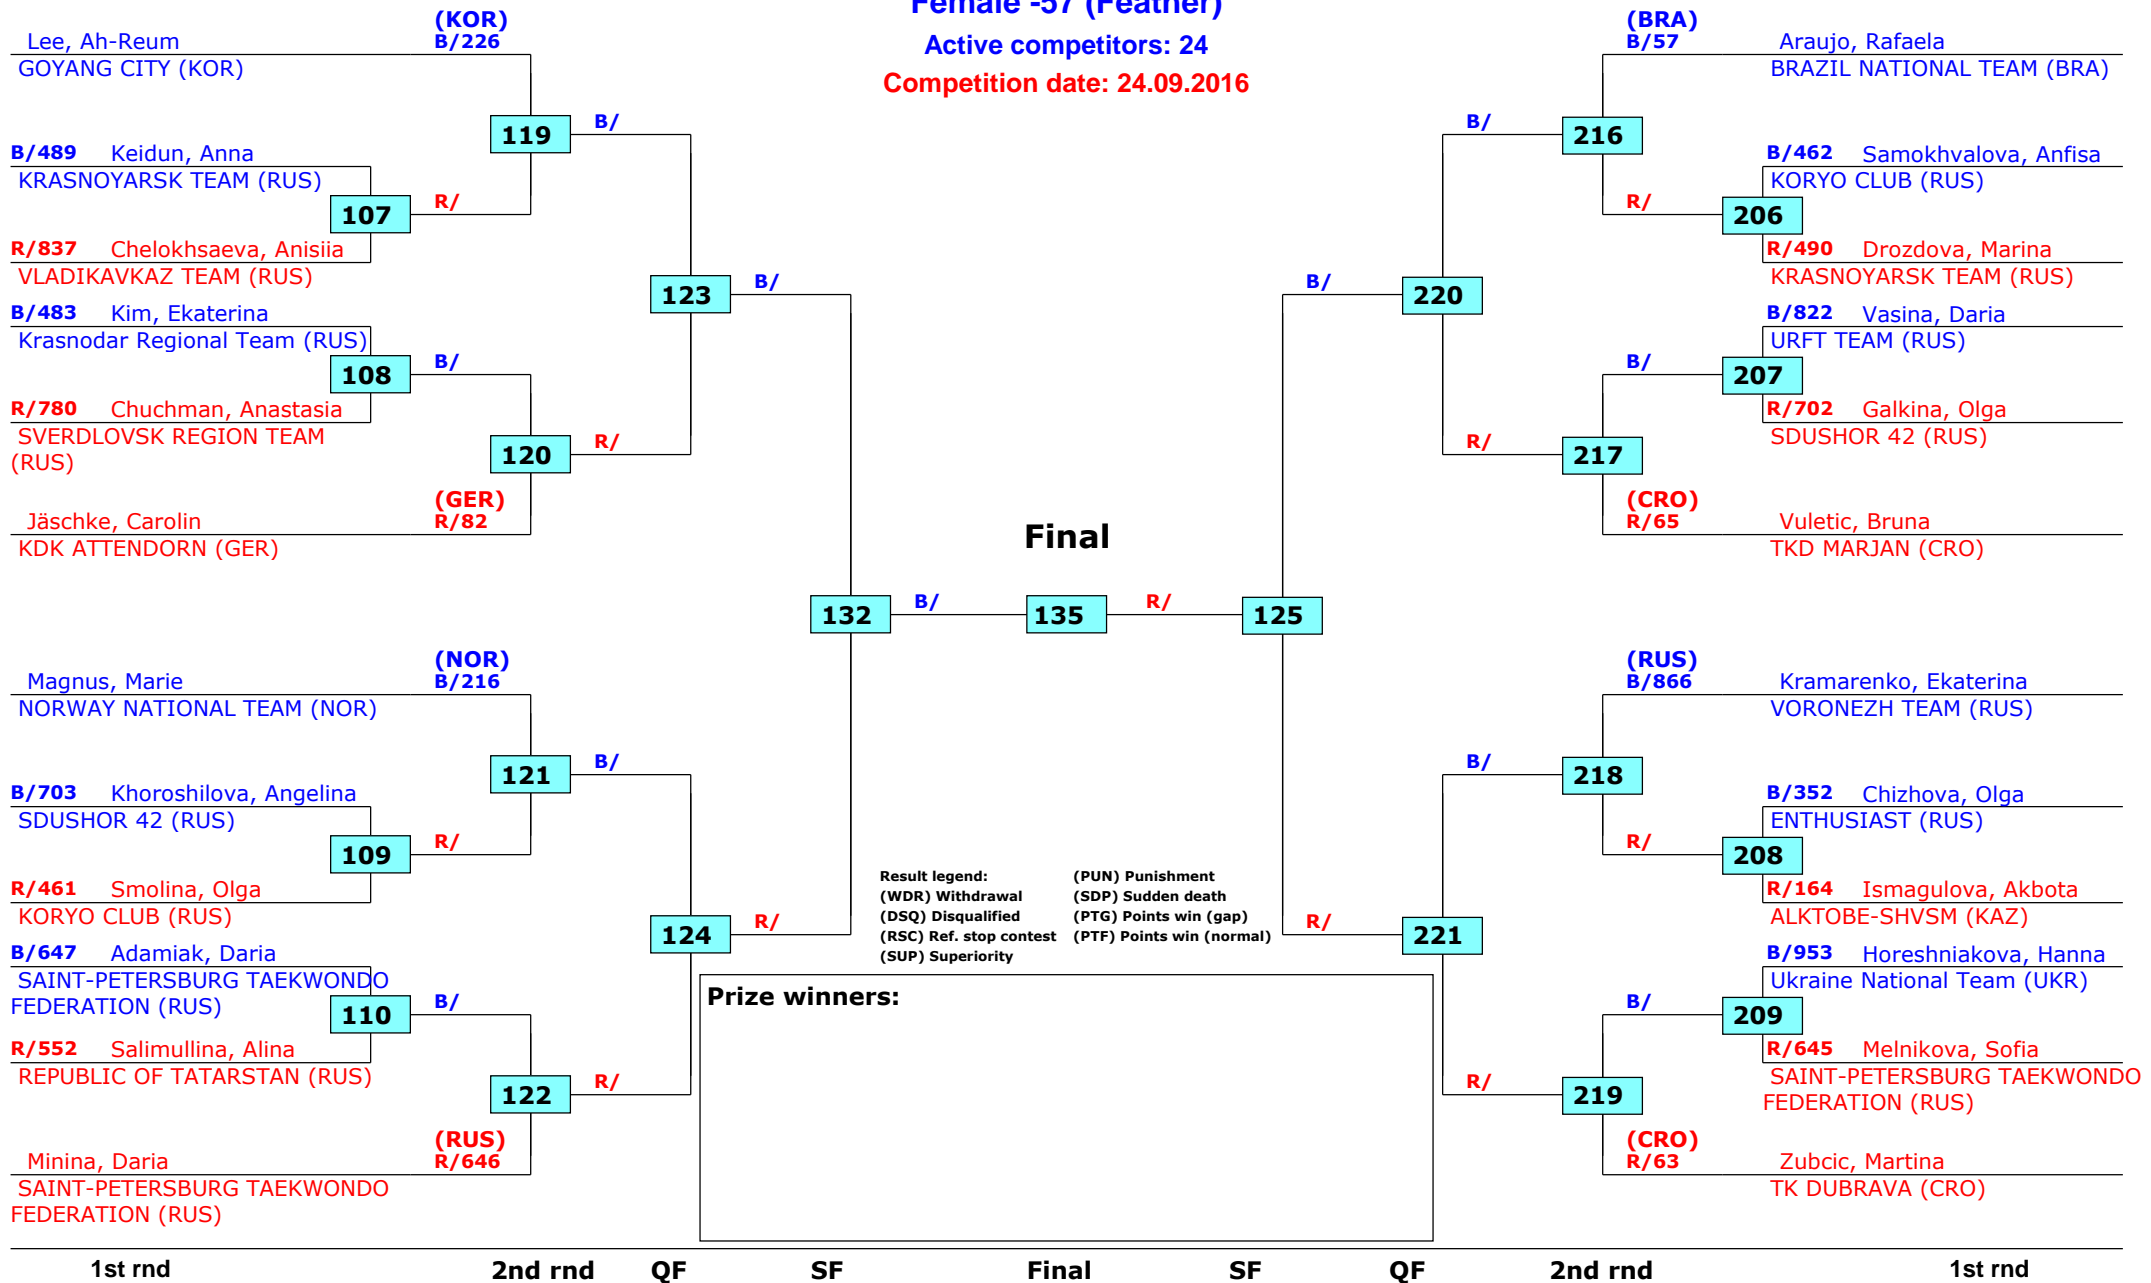 Female -57 (Feather)
Active competitors: 24
Competition date: 24.09.2016
Lee, Ah-Reum
GOYANG CITY (KOR)
(KOR)
B/226
119
B/
B/489 Keidun, Anna
KRASNOYARSK TEAM (RUS)
107
R/
R/837 Chelokhsaeva, Anisiia
VLADIKAVKAZ TEAM (RUS)
123
B/
B/483 Kim, Ekaterina
Krasnodar Regional Team (RUS)
108
B/
R/780 Chuchman, Anastasia
SVERDLOVSK REGION TEAM
(RUS)
120
R/
(GER)
R/82
Jäschke, Carolin
KDK ATTENDORN (GER)
132
B/
Magnus, Marie
NORWAY NATIONAL TEAM (NOR)
(NOR)
B/216
121
B/
B/703 Khoroshilova, Angelina
SDUSHOR 42 (RUS)
109
R/
R/461 Smolina, Olga
KORYO CLUB (RUS)
124
R/
B/647 Adamiak, Daria
SAINT-PETERSBURG TAEKWONDO
FEDERATION (RUS)
110
B/
R/552 Salimullina, Alina
REPUBLIC OF TATARSTAN (RUS)
122
R/
(RUS)
R/646
Minina, Daria
SAINT-PETERSBURG TAEKWONDO
FEDERATION (RUS)
Final
135
R/
125
(BRA)
B/57
Araujo, Rafaela
BRAZIL NATIONAL TEAM (BRA)
B/
216
B/462 Samokhvalova, Anfisa
KORYO CLUB (RUS)
R/
206
R/490 Drozdova, Marina
KRASNOYARSK TEAM (RUS)
B/
220
B/822 Vasina, Daria
URFT TEAM (RUS)
B/
207
R/702 Galkina, Olga
SDUSHOR 42 (RUS)
R/
217
(CRO)
R/65
Vuletic, Bruna
TKD MARJAN (CRO)
(RUS)
B/866
Kramarenko, Ekaterina
VORONEZH TEAM (RUS)
B/
218
B/352 Chizhova, Olga
ENTHUSIAST (RUS)
R/
208
R/164 Ismagulova, Akbota
ALKTOBE-SHVSM (KAZ)
R/
221
B/953 Horeshniakova, Hanna
Ukraine National Team (UKR)
B/
209
R/645 Melnikova, Sofia
SAINT-PETERSBURG TAEKWONDO
FEDERATION (RUS)
R/
219
(CRO)
R/63
Zubcic, Martina
TK DUBRAVA (CRO)
Result legend: (PUN) Punishment
(WDR) Withdrawal (SDP) Sudden death
(DSQ) Disqualified (PTG) Points win (gap)
(RSC) Ref. stop contest (PTF) Points win (normal)
(SUP) Superiority
Prize winners:
1st rnd 2nd rnd QF SF Final SF QF 2nd rnd 1st rnd